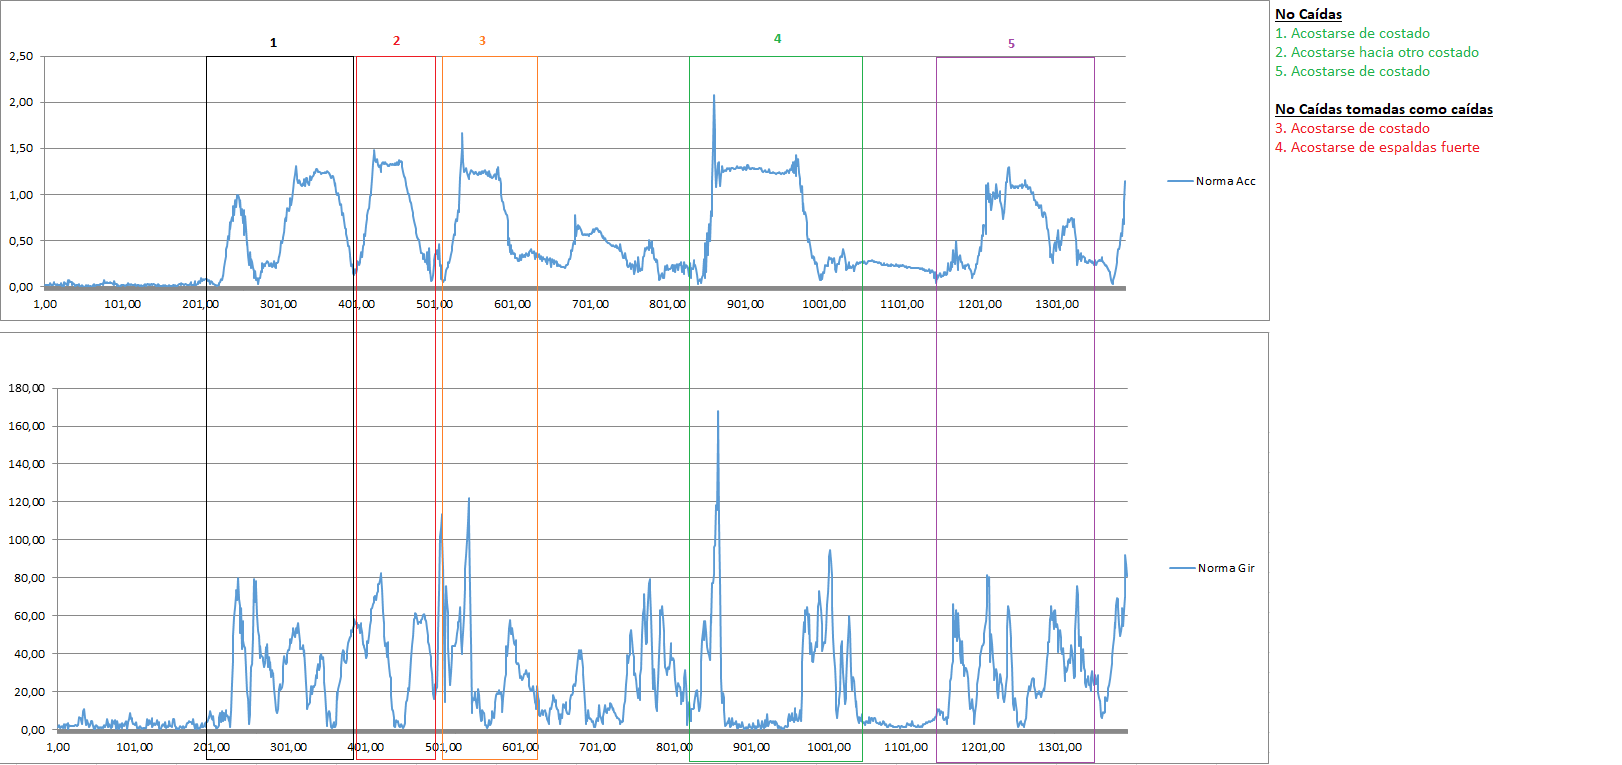 No Caídas
1. Acostarse de costado
2. Acostarse hacia otro costado
5. Acostarse de costado
No Caídas tomadas como caídas
3. Acostarse de costado
4. Acostarse de espaldas fuerte
1 2 3 4 5
2,50
2,00
1,50
1,00
0,50
0,00
1,00 101,00 201,00 301,00 401,00 501,00 601,00 701,00 801,00 901,00 1001,00 1101,00 1201,00 1301,00
Norma Acc
180,00
160,00
140,00
120,00
100,00
80,00
60,00
40,00
20,00
0,00
1,00 101,00 201,00 301,00 401,00 501,00 601,00 701,00 801,00 901,00 1001,00 1101,00 1201,00 1301,00
Norma Gir